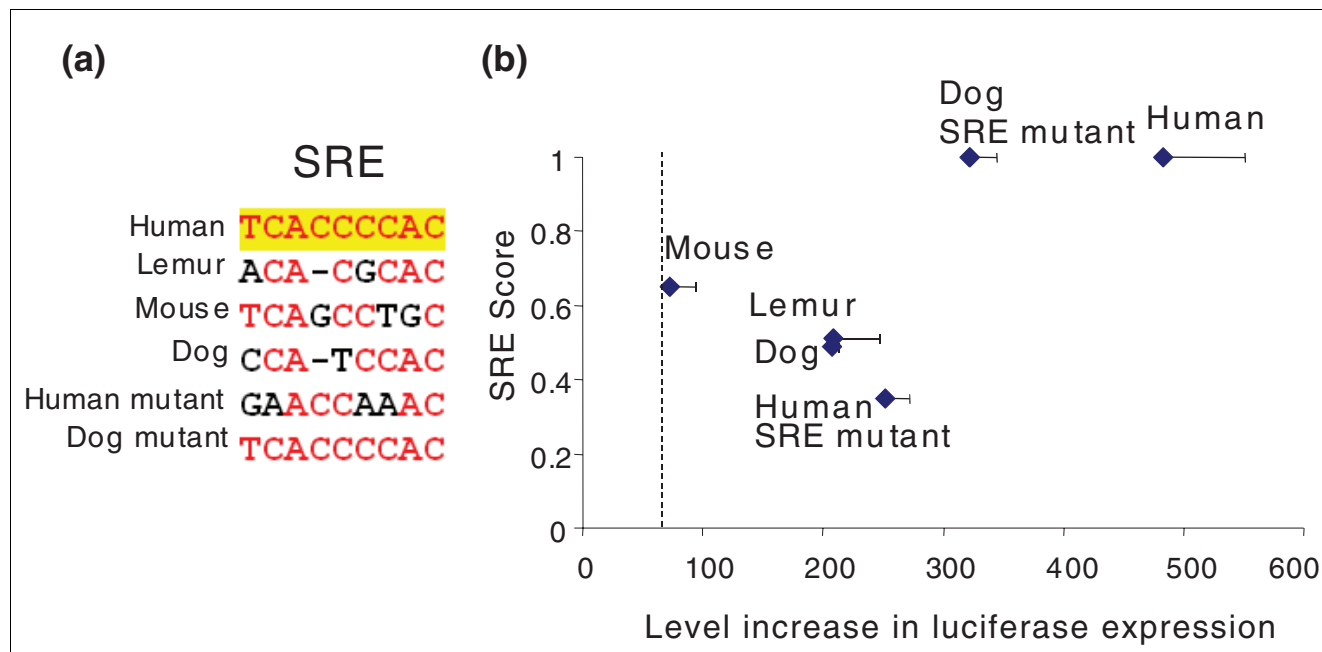 (a)
SRE
Human TCACCCCAC
Lemur ACA-CGCAC
Mouse TCAGCCTGC
Dog CCA-TCCAC
Human mutant GAACCAAAC
Dog mutant TCACCCCAC
(b)
Dog
SRE mutant
Human
Mouse
Lemur
Dog
Human
SRE mutant
SRE Score
1
0.8
0.6
0.4
0.2
0
0 100 200 300 400 500 600
Level increase in luciferase expression